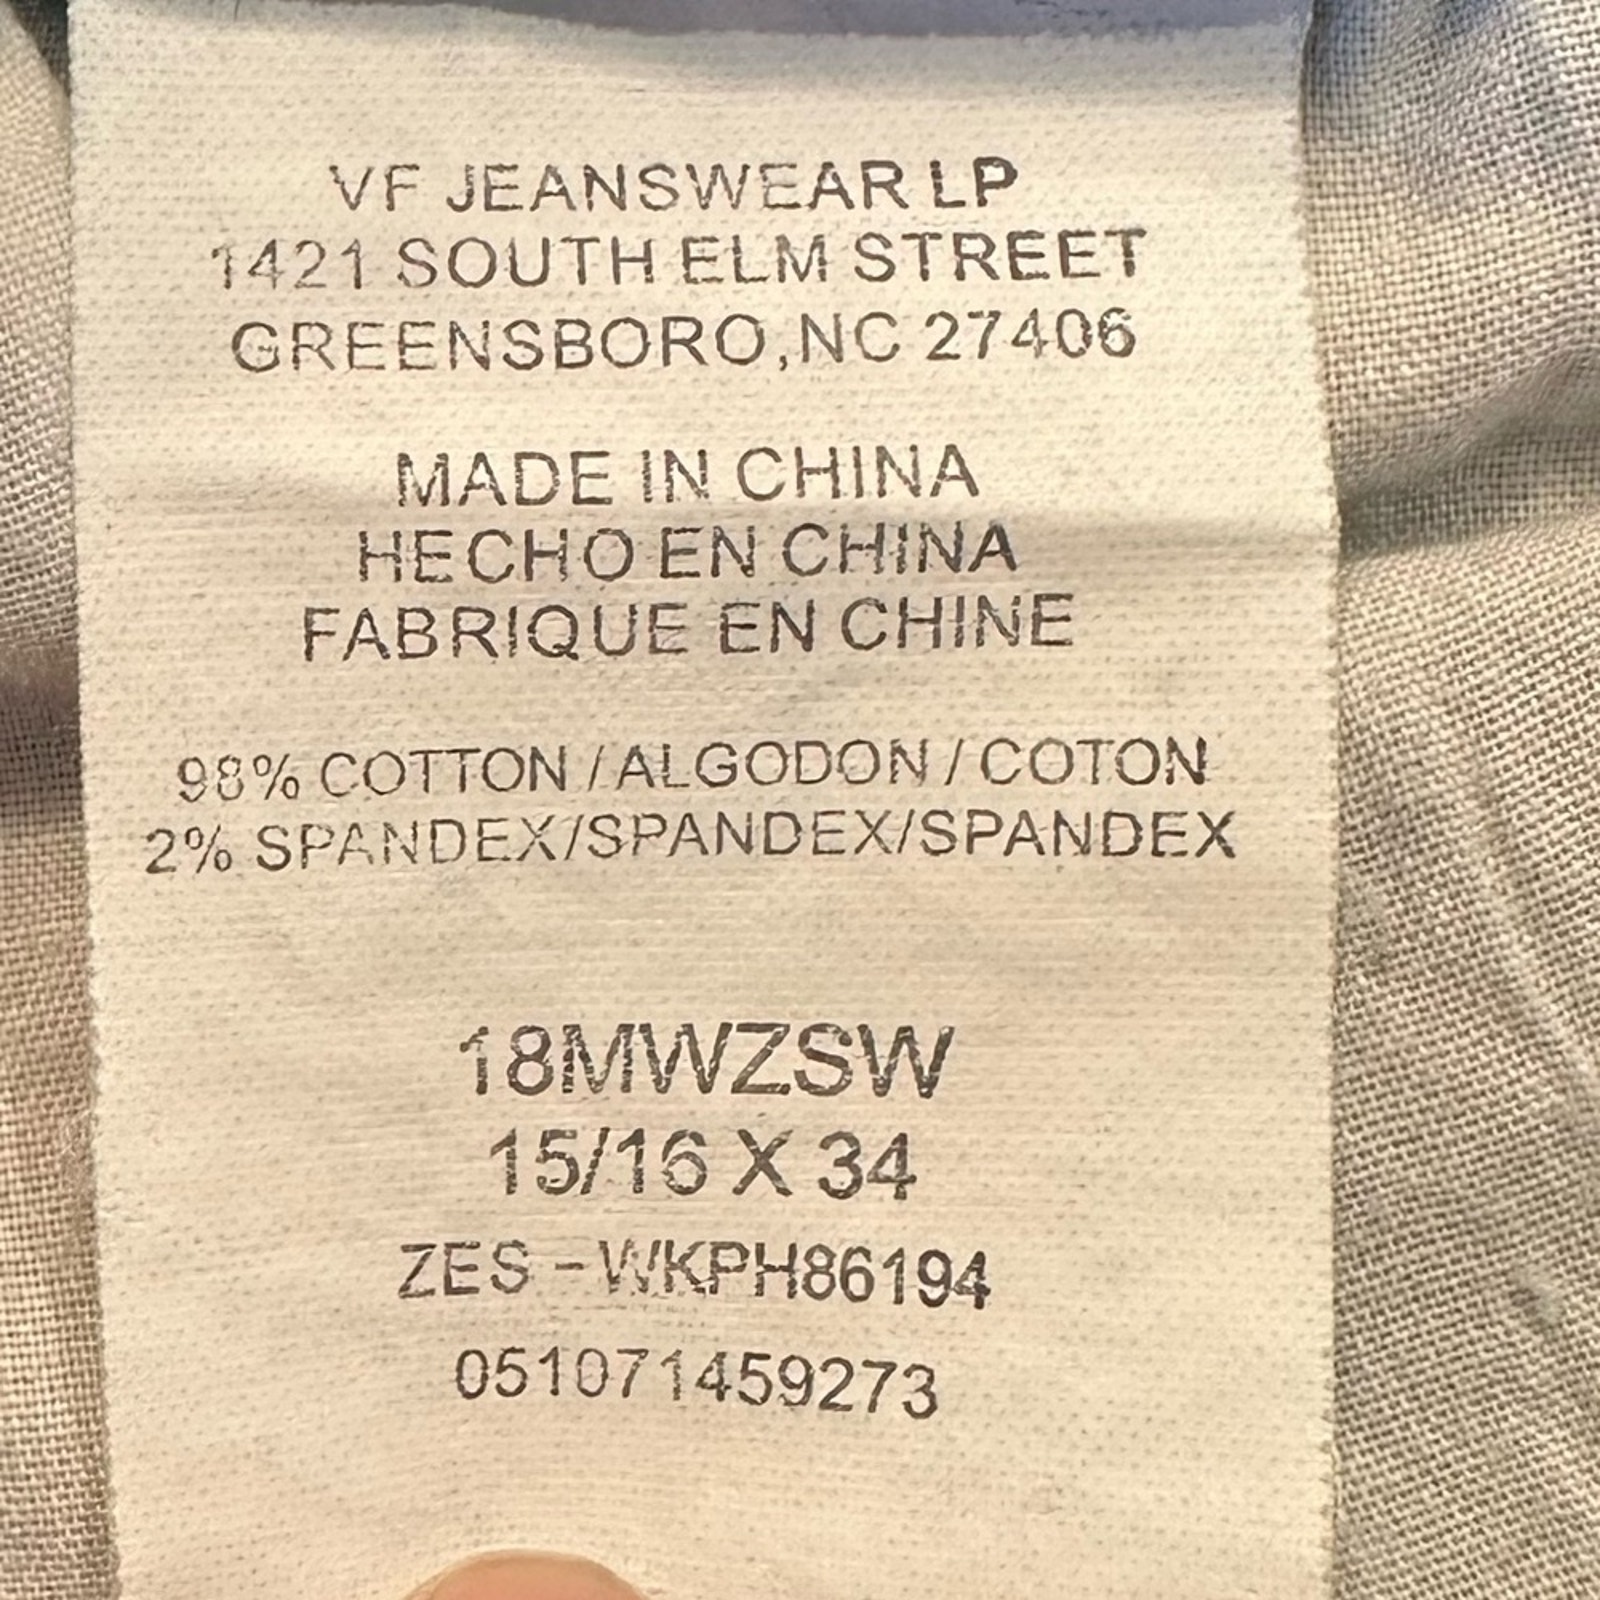 VF JEANSWEAR LP
1421 SOUTH ELM STREET
GREENSBORO, NC 27406
MADE IN CHINA
HECHO EN CHINA
FABRIQUE EN CHINE
98% COTTON / ALGODON / COTON
2% SPANDEX/SPANDEX/SPANDEX
18MWZSW
15/16 X 34
ZES - WKPH86194
051071459273